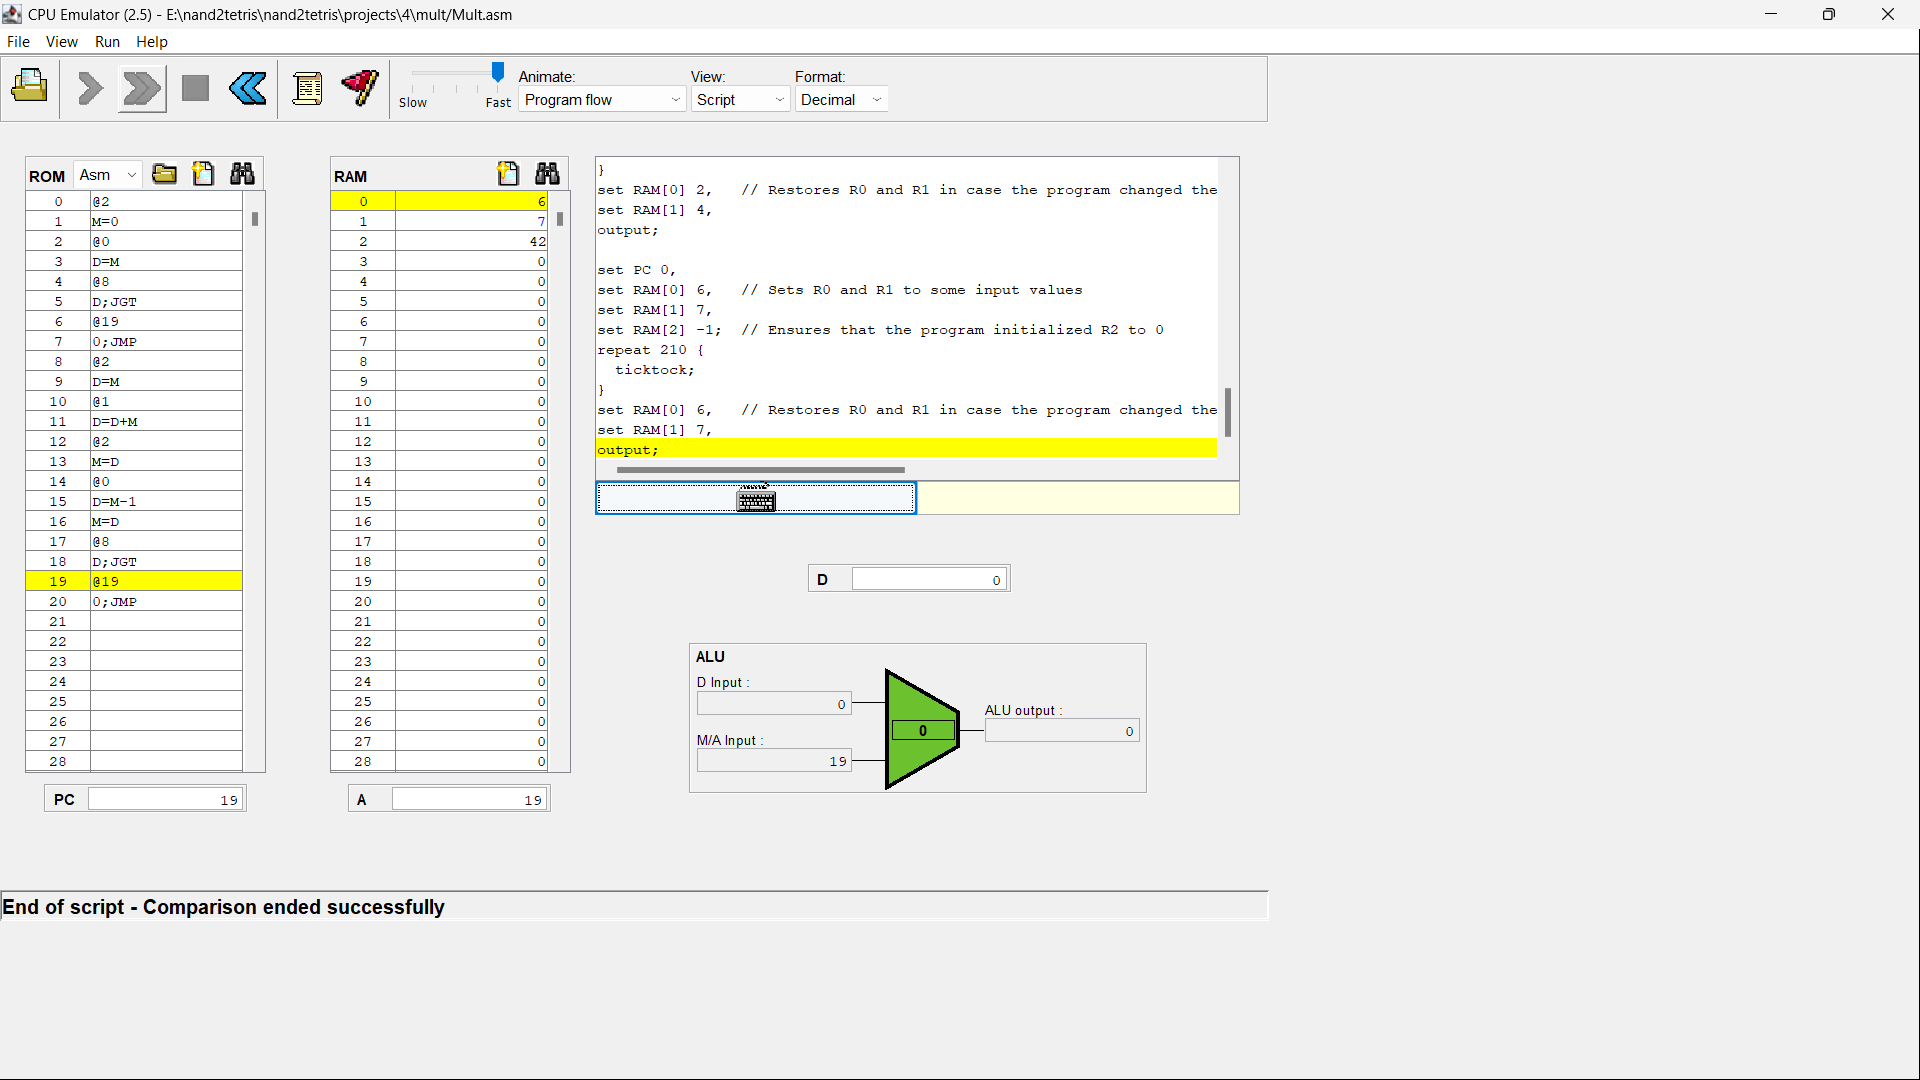 CPU Emulator (2.5) - E:\nand2tetris\nand2tetris\projects\4\mult/Mult.asm
File View Run Help
Slow Fast
Animate:
Program flow
View:
Script
Format:
Decimal
ROM Asm
0 @2
1 M=0
2 @0
3 D=M
4 @8
5 D;JGT
6 @19
7 0;JMP
8 @2
9 D=M
10 @1
11 D=D+M
12 @2
13 M=D
14 @0
15 D=M-1
16 M=D
17 @8
18 D;JGT
19 @19
20 0;JMP
21
22
23
24
25
26
27
28
PC 19
RAM
0 6
1 7
2 42
3 0
4 0
5 0
6 0
7 0
8 0
9 0
10 0
11 0
12 0
13 0
14 0
15 0
16 0
17 0
18 0
19 0
20 0
21 0
22 0
23 0
24 0
25 0
26 0
27 0
28 0
A 19
}
set RAM[0] 2, // Restores R0 and R1 in case the program changed the
set RAM[1] 4,
output;
set PC 0,
set RAM[0] 6, // Sets R0 and R1 to some input values
set RAM[1] 7,
set RAM[2] -1; // Ensures that the program initialized R2 to 0
repeat 210 {
ticktock;
}
set RAM[0] 6, // Restores R0 and R1 in case the program changed the
set RAM[1] 7,
output;
D 0
ALU
D Input :
0
M/A Input :
19
0
ALU output :
0
End of script - Comparison ended successfully